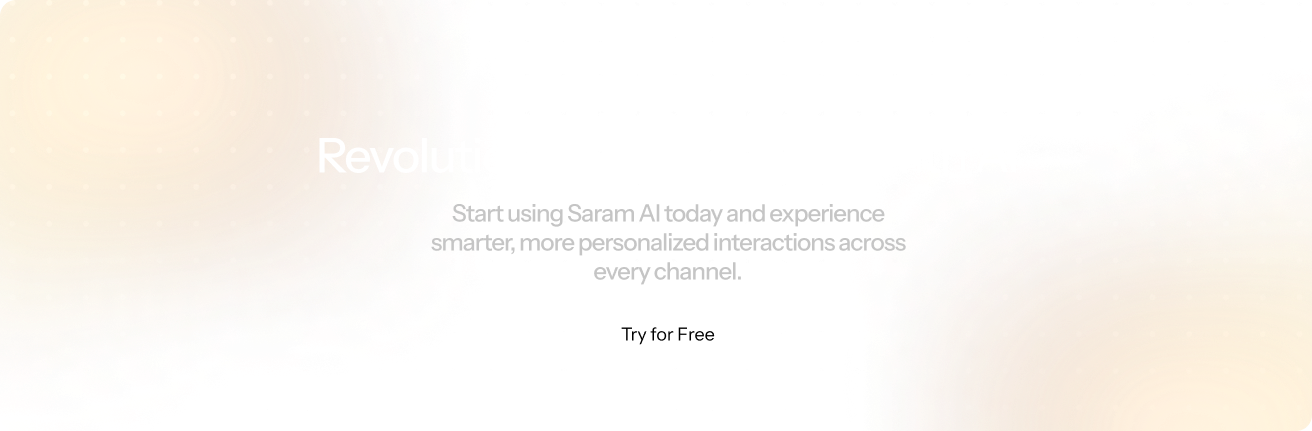 Start using Saram AI today and experience
smarter, more personalized interactions across
every channel.
Try for Free